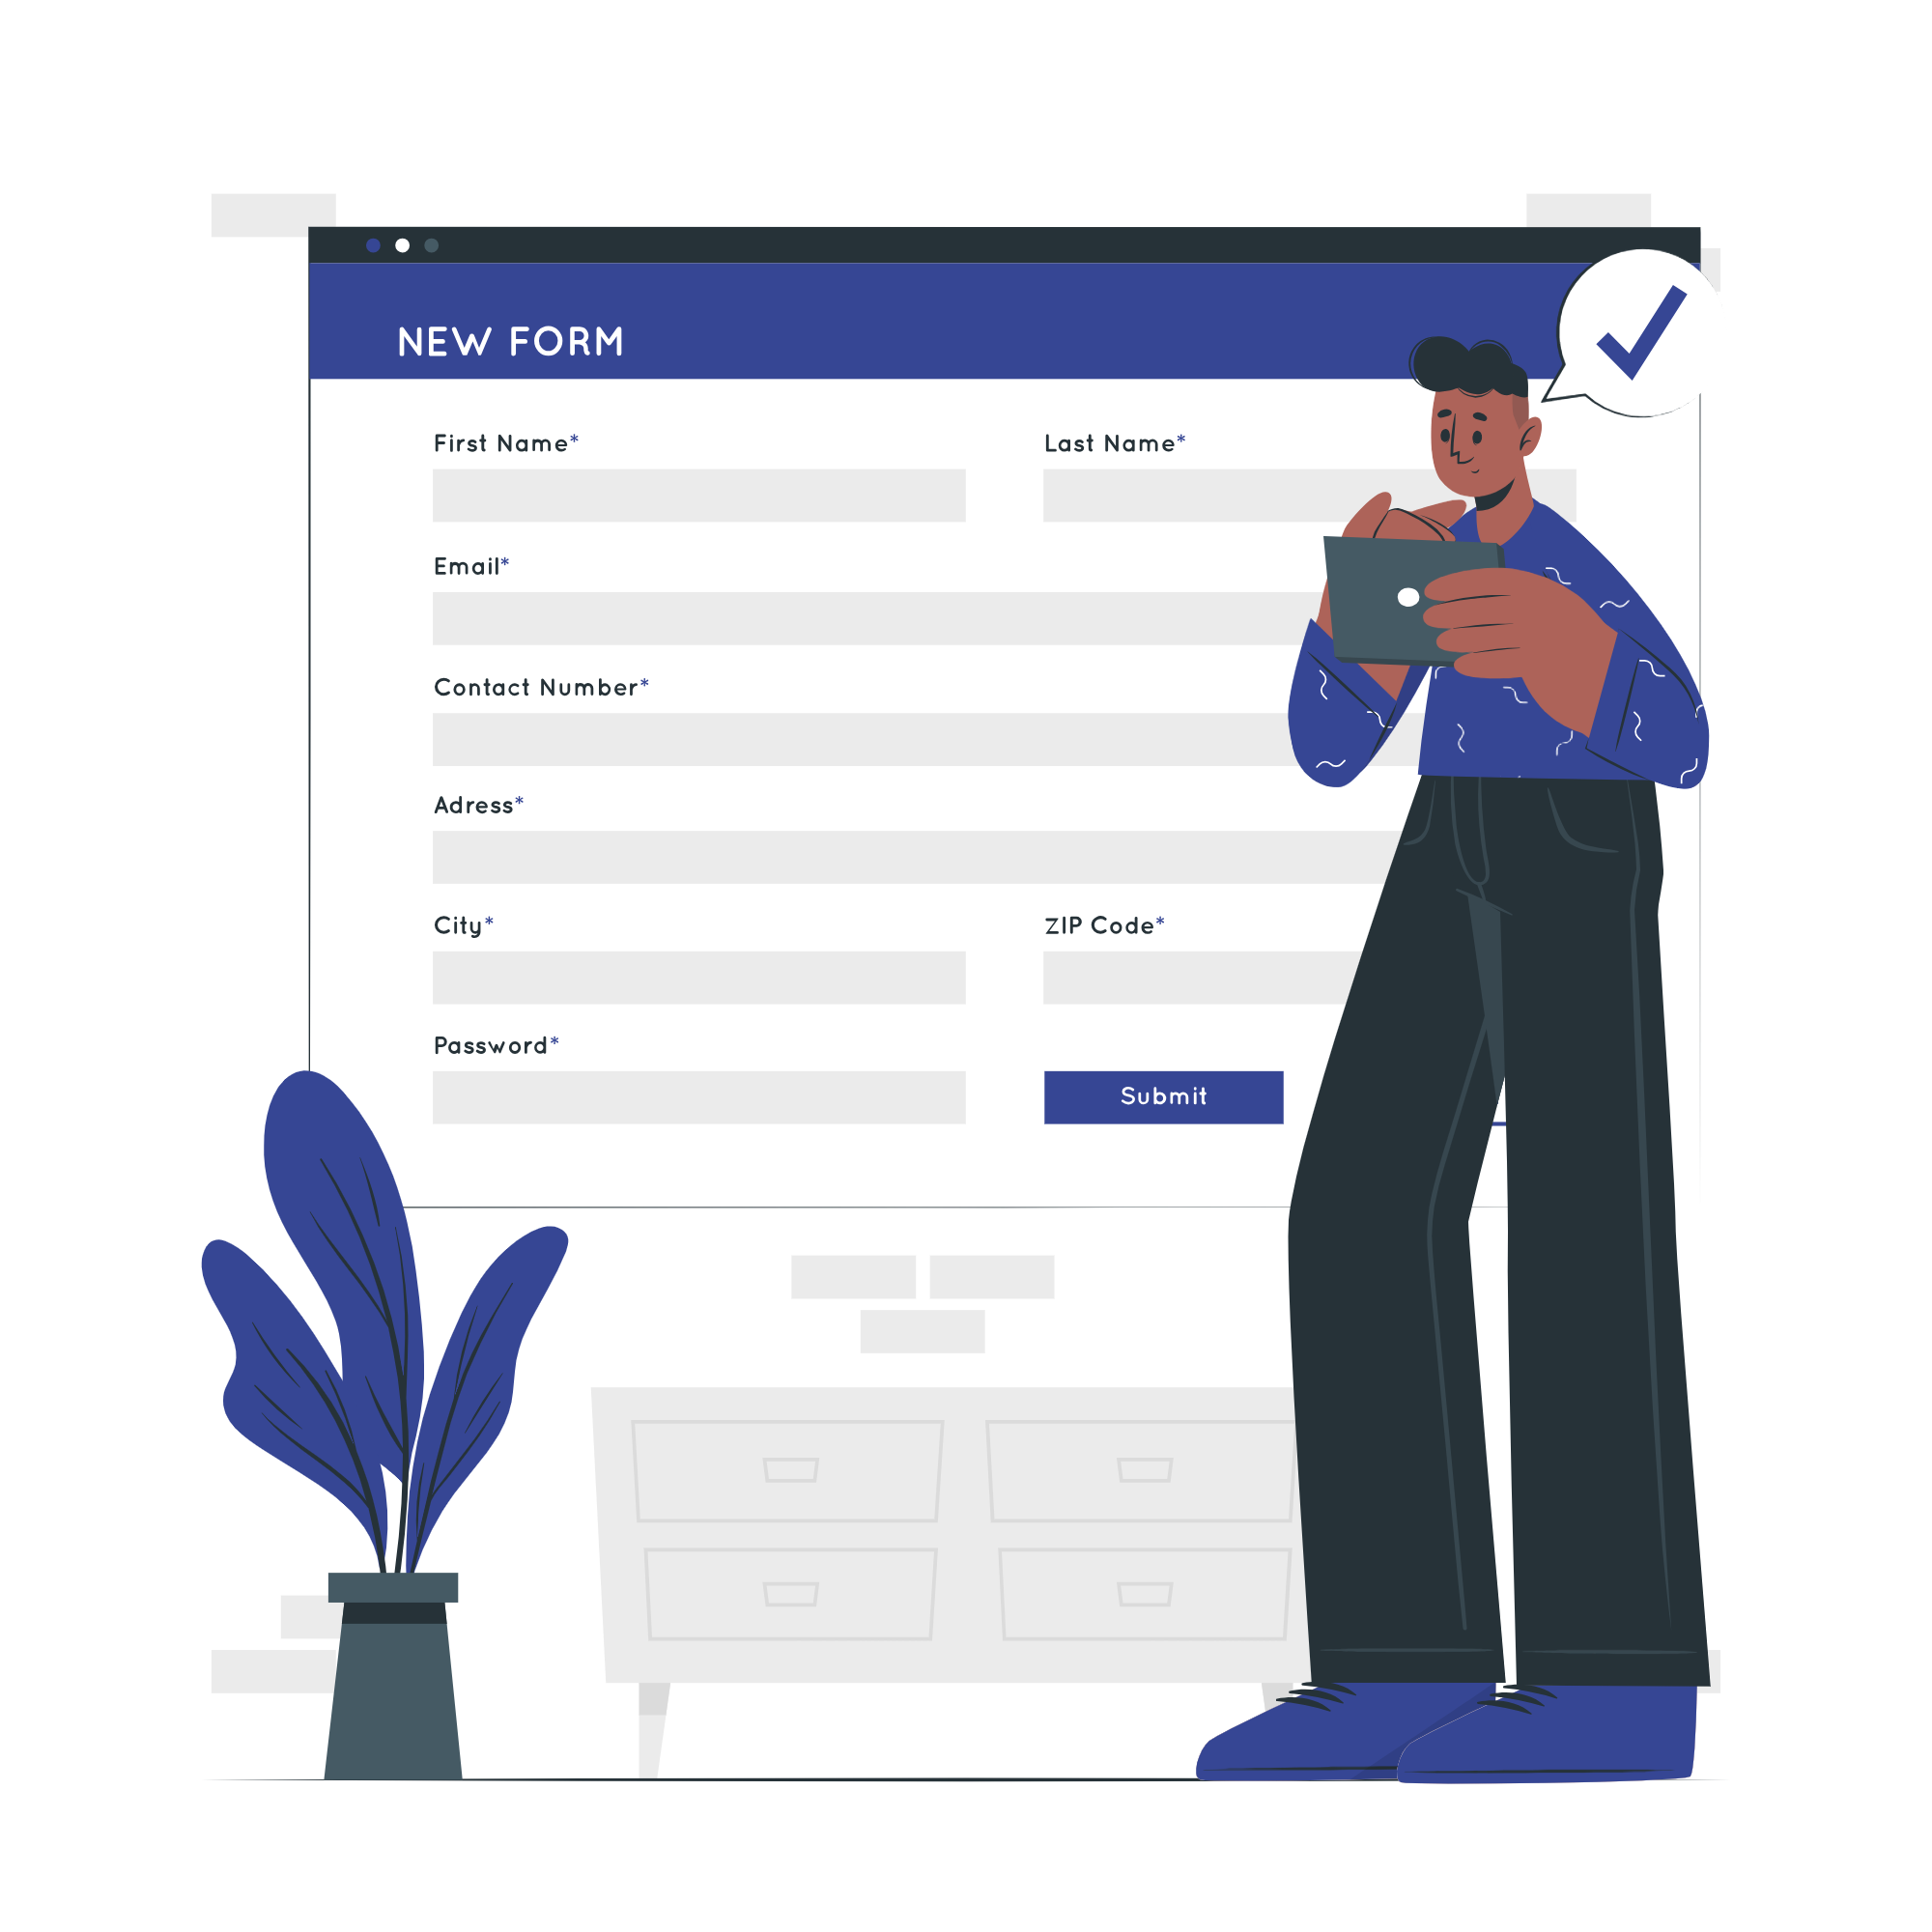 NEW FORM
First Name* Last Name*
Email*
Contact Number*
Adress*
City* ZIP Code*
Password*
Submit